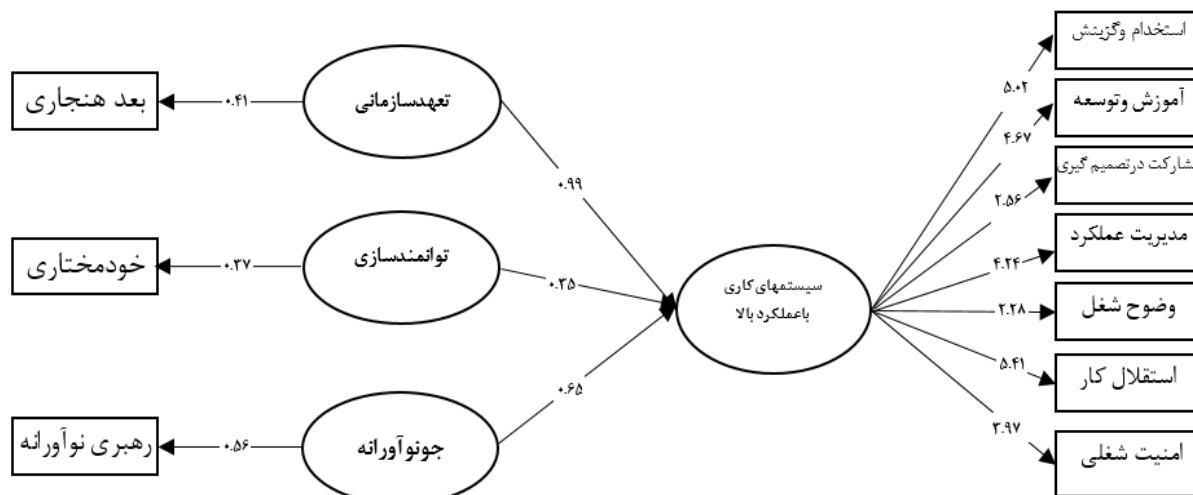 استخدام وگزینش
آموزش وتوسعه
شارکت درتصمیم گیری
مدیریت عملکرد
وضوح شغل
استقلال کار
امنیت شغلی
۵.۰۲
۴.۶۷
۲.۵۶
۴.۲۴
۲.۲۸
۵.۴۱
۳.۹۷
سیستمهای کاری
باعملکرد بالا
۰.۹۹
۰.۳۵
۰.۶۵
تعهدسازمانی
توانمندسازی
جونوآورانه
۰.۴۱
۰.۳۷
۰.۵۶
بعد هنجاری
خودمختاری
رهبری نوآورانه